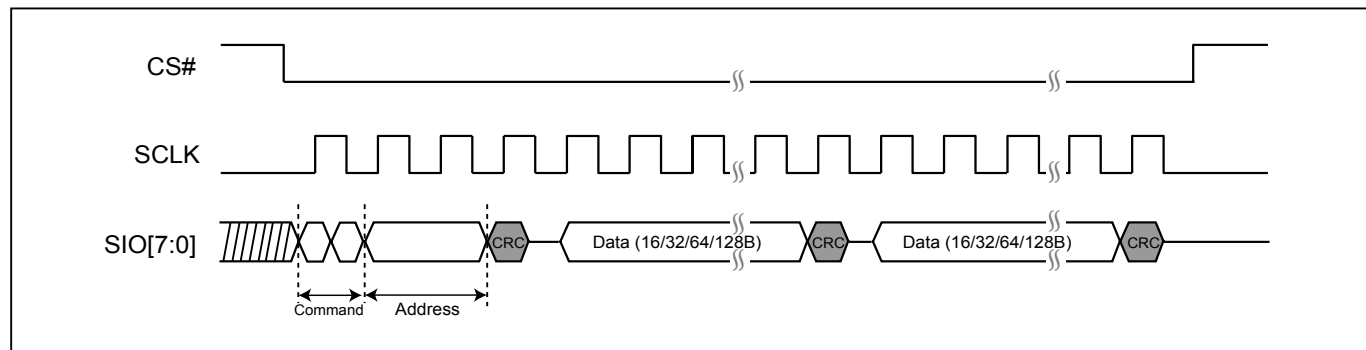 CS#
SCLK
SIO[7:0]
CRC
Data (16/32/64/128B)
CRC
Data (16/32/64/128B)
CRC
Command
Address